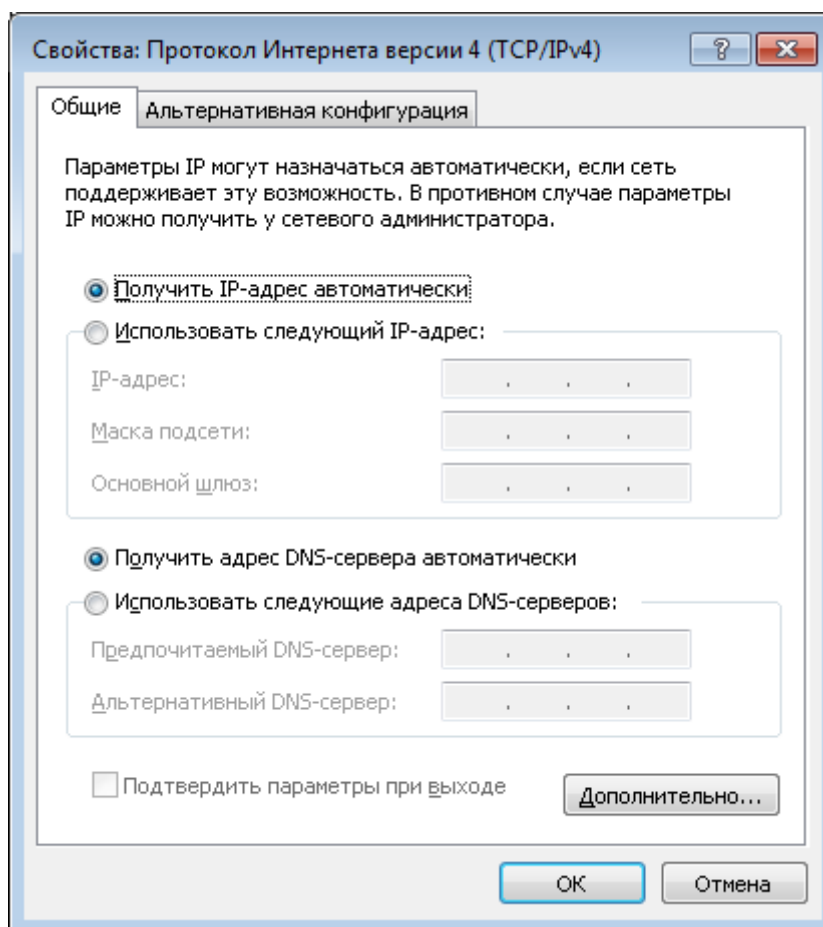 Свойства: Протокол Интернета версии 4 (TCP/IPv4)
Общие
Альтернативная конфигурация
Параметры IP могут назначаться автоматически, если сеть
поддерживает эту возможность. В противном случае параметры
IP можно получить у сетевого администратора.
Получить IP-адрес автоматически
Использовать следующий IP-адрес:
IP-адрес:
Маска подсети:
Основной шлюз:
Получить адрес DNS-сервера автоматически
Использовать следующие адреса DNS-серверов:
Предпочитаемый DNS-сервер:
Альтернативный DNS-сервер:
Подтвердить параметры при выходе
Дополнительно...
ОК
Отмена